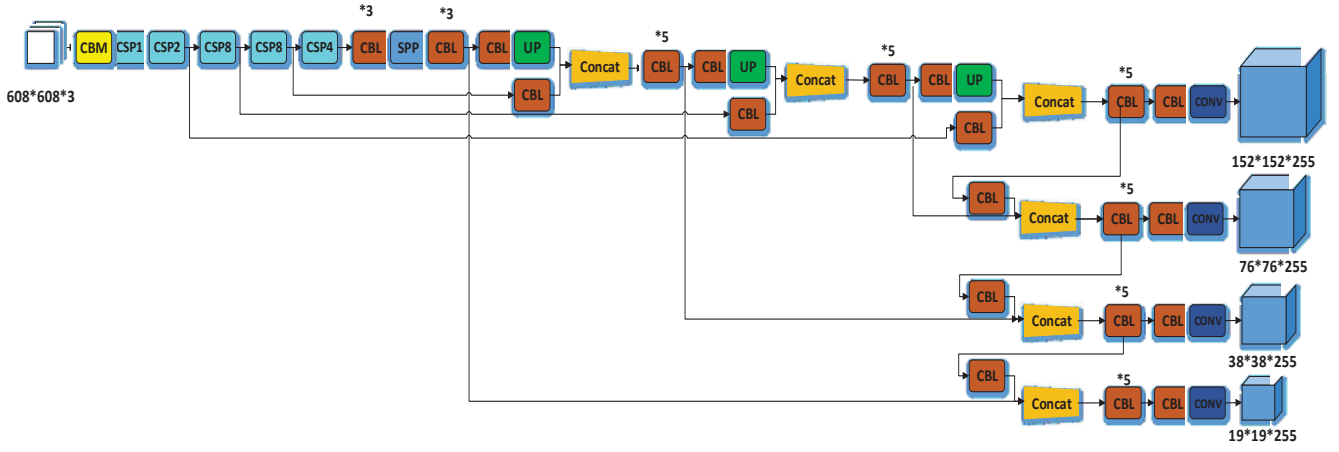 *3 *3
CBM CSP1 CSP2 CSP8 CSP8 CSP4 CBL SPP CBL CBL UP
608*608*3
CBL
Concat
*5
CBL CBL UP
CBL
Concat
*5
CBL CBL UP
CBL
Concat
*5
CBL CBL CONV
152*152*255
CBL
Concat
*5
CBL CBL CONV
76*76*255
CBL
Concat
*5
CBL CBL CONV
38*38*255
CBL
Concat
*5
CBL CBL CONV
19*19*255